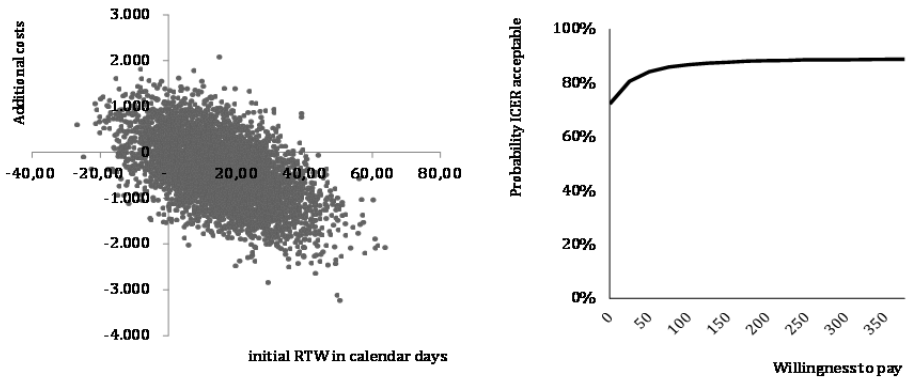 Additional costs
3.000
2.000
1.000
0
-40,00 -20,00 - 20,00 40,00 60,00 80,00
-1.000
-2.000
-3.000
-4.000
initial RTW in calendar days
Probability ICER acceptable
100%
80%
60%
40%
20%
0%
0 50 100 150 200 250 300 350
Willingness to pay